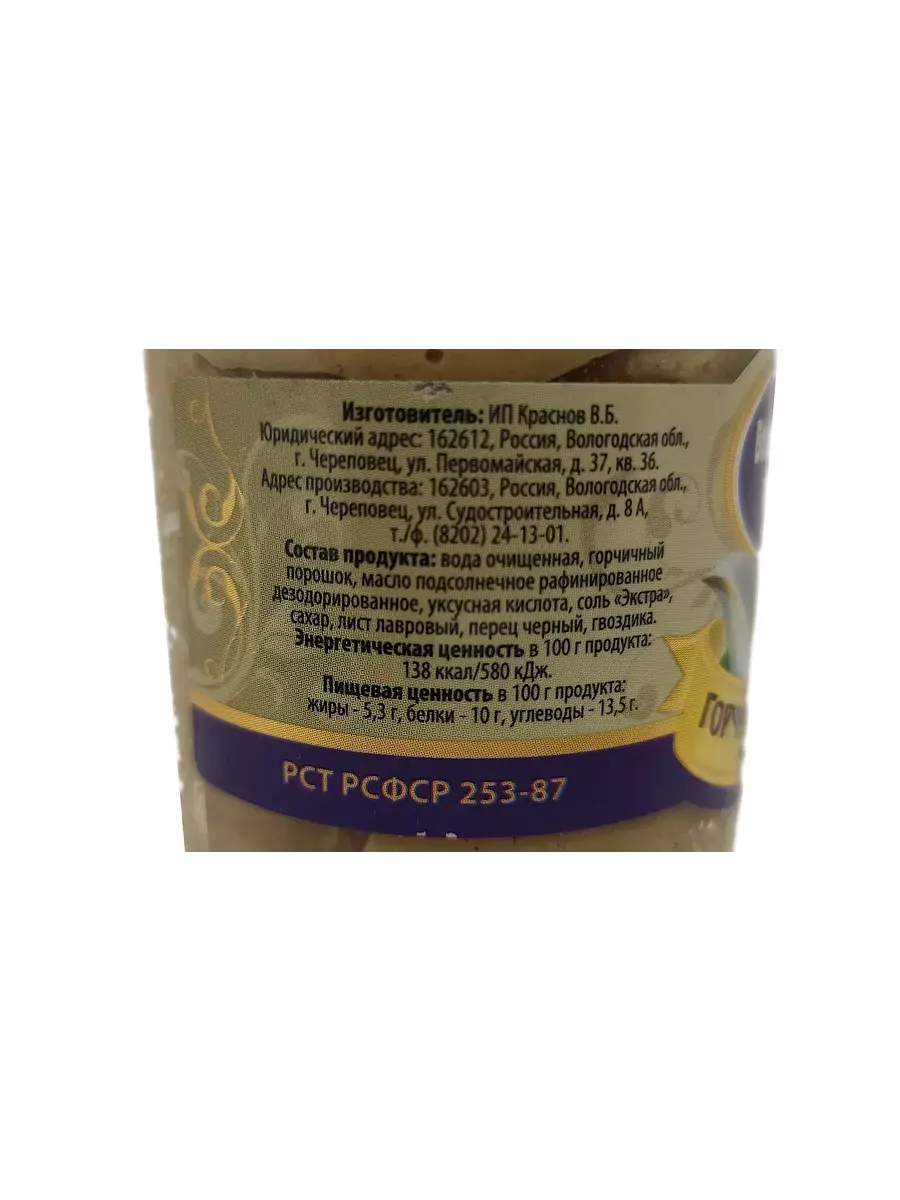 Изготовитель: ИП Краснов В.Б.
Юридический адрес: 162612, Россия, Вологодская обл.,
г. Череповец, ул. Первомайская, д. 37, кв. 36.
Адрес производства: 162603, Россия, Вологодская обл.,
г. Череповец, ул. Судостроительная, д. 8 А,
т./ф. (8202) 24-13-01.
Состав продукта: вода очищенная, горчичный
порошок, масло подсолнечное рафинированное
дезодорированное, уксусная кислота, соль «Экстра»,
сахар, лист лавровый, перец черный, гвоздика.
Энергетическая ценность в 100 г продукта:
138 ккал/580 кДж.
Пищевая ценность в 100 г продукта:
жиры - 5,3 г, белки - 10 г, углеводы - 13,5 г.
РСТ РСФСР 253-87